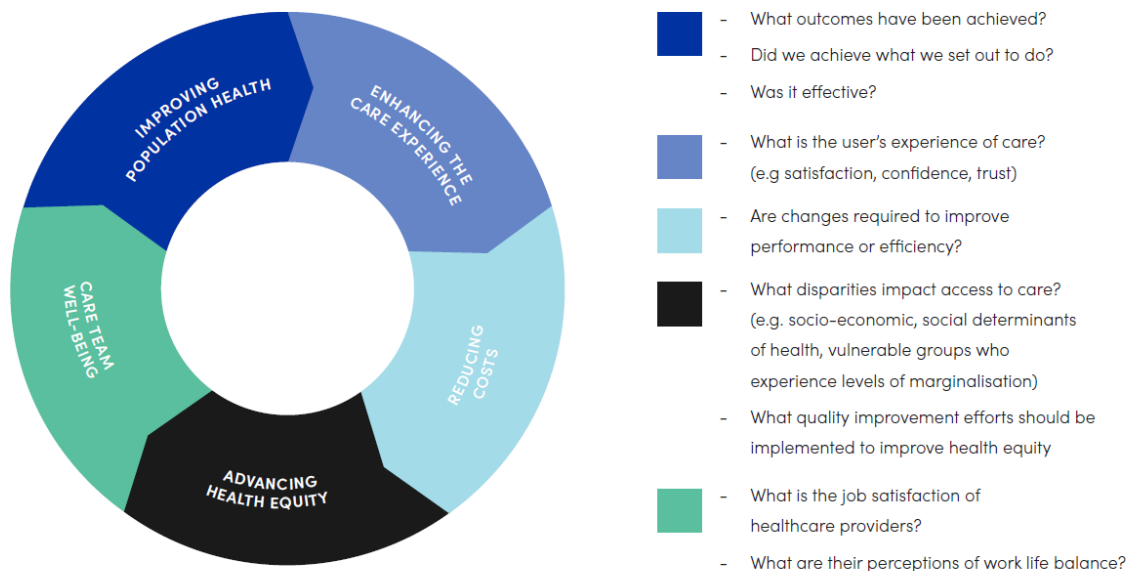 IMPROVING
POPULATION HEALTH
ENHANCING THE
CARE EXPERIENCE
REDUCING
COSTS
ADVANCING
HEALTH EQUITY
CARE TEAM
WELL-BEING
- What outcomes have been achieved?
- Did we achieve what we set out to do?
- Was it effective?
- What is the user's experience of care?
(e.g satisfaction, confidence, trust)
- Are changes required to improve
performance or efficiency?
- What disparities impact access to care?
(e.g. socio-economic, social determinants
of health, vulnerable groups who
experience levels of marginalisation)
- What quality improvement efforts should be
implemented to improve health equity
- What is the job satisfaction of
healthcare providers?
- What are their perceptions of work life balance?